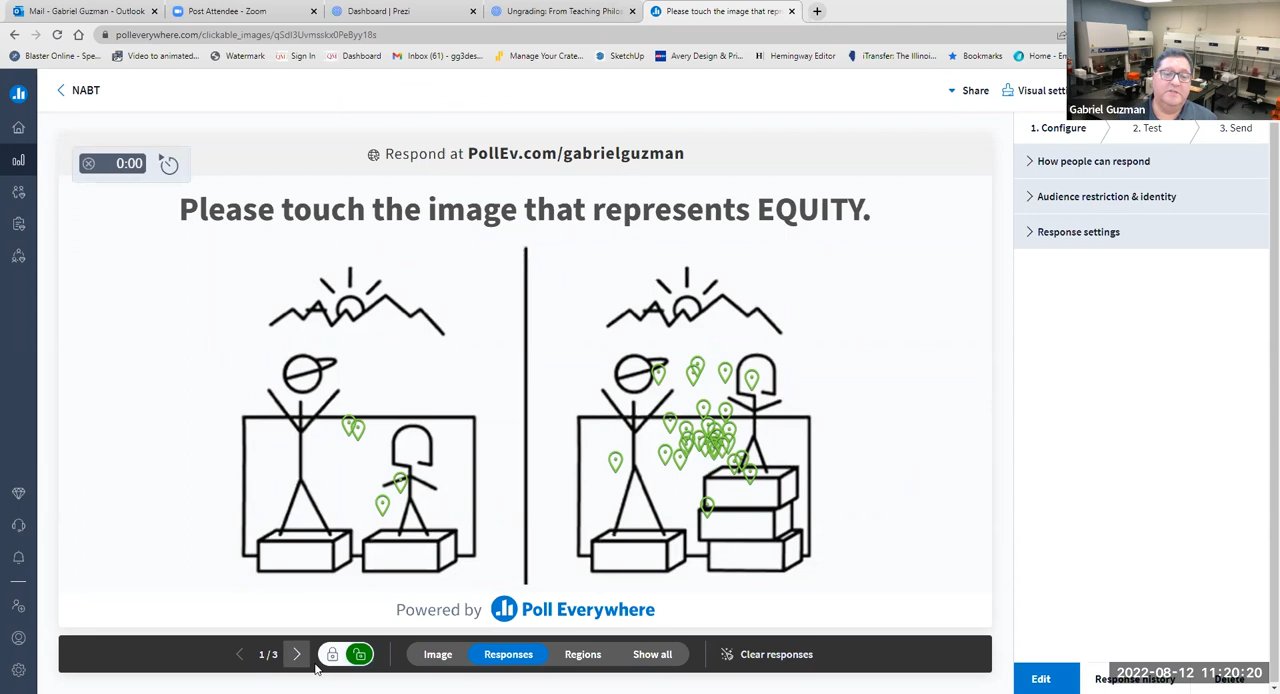 Mail - Gabriel Guzman - Outlook
Post Attendee - Zoom
Dashboard | Prezi
Ungrading: From Teaching Philos
Please touch the image that repr
polleverywhere.com/clickable_images/
Blaster Online - Spe...
Video to animated...
Watermark
Sign In
Dashboard
Inbox (6) - gg3des...
Manage Your Crate...
SketchUp
Avery Design & Pri...
Hemingway Editor
iTransfer: The Illinoi...
Bookmarks
Home - En
Gabriel Guzman
NABT
Share
Visual setti
1. Configure
2. Test
3. Send
How people can respond
Audience restriction & identity
Response settings
0:00
Respond at PollEv.com/gabrielguzman
Please touch the image that represents EQUITY.
Powered by Poll Everywhere
1 / 3
Image
Responses
Regions
Show all
Clear responses
Edit
Response history
Delete
2022-08-12 11:20:20